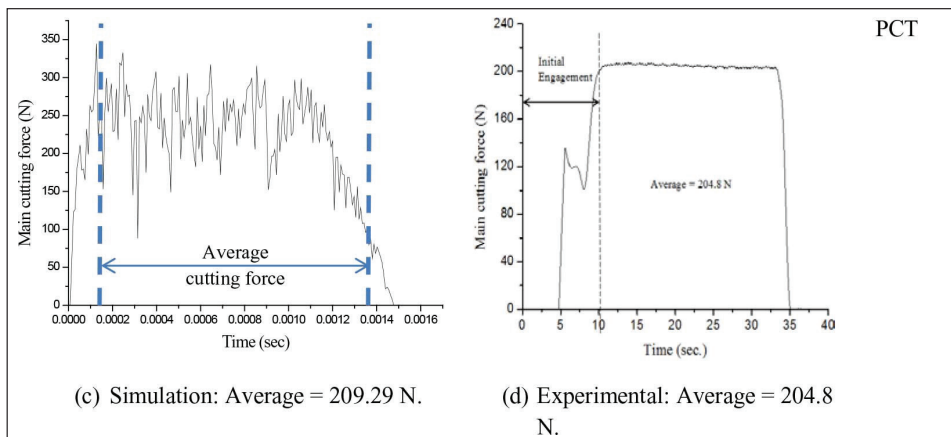 PCT
350
300
250
200
150
100
50
0
Main cutting force (N)
Average
cutting force
0.0000 0.0002 0.0004 0.0006 0.0008 0.0010 0.0012 0.0014 0.0016
Time (sec)
(c) Simulation: Average = 209.29 N.
240
200
160
120
80
40
0
Main cutting force (N)
Initial
Engagement
Average = 204.8 N
0 5 10 15 20 25 30 35 40
Time (sec.)
(d) Experimental: Average = 204.8
N.